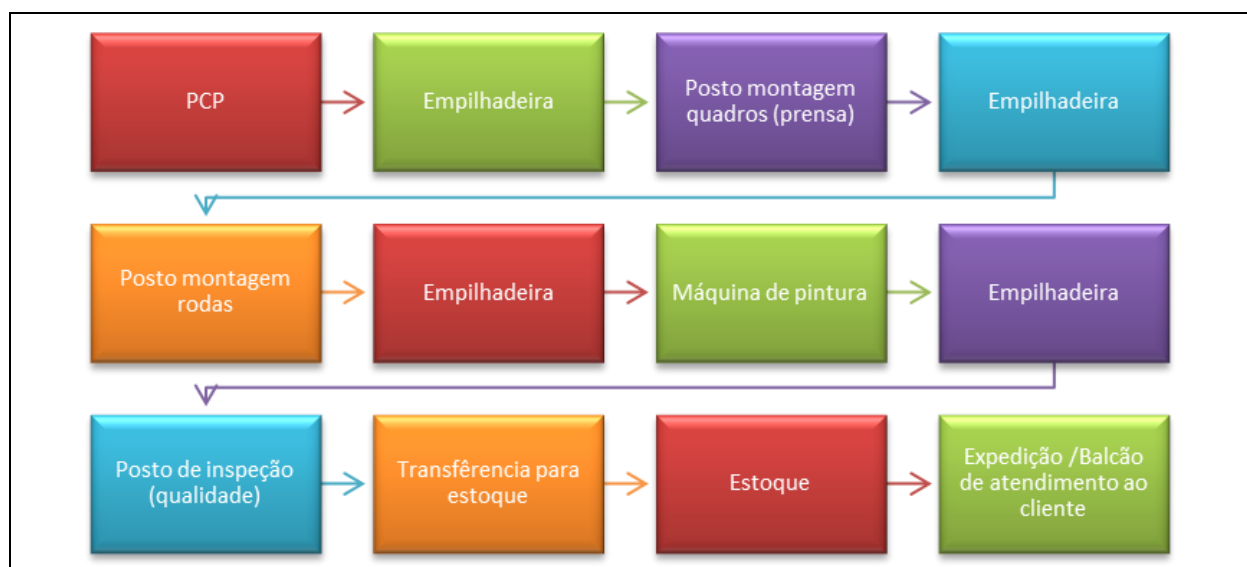 PCP
Empilhadeira
Posto montagem
quadros (prensa)
Empilhadeira
Posto montagem
rodas
Empilhadeira
Máquina de pintura
Empilhadeira
Posto de inspeção
(qualidade)
Transfêrencia para
estoque
Estoque
Expedição /Balcão
de atendimento ao
cliente